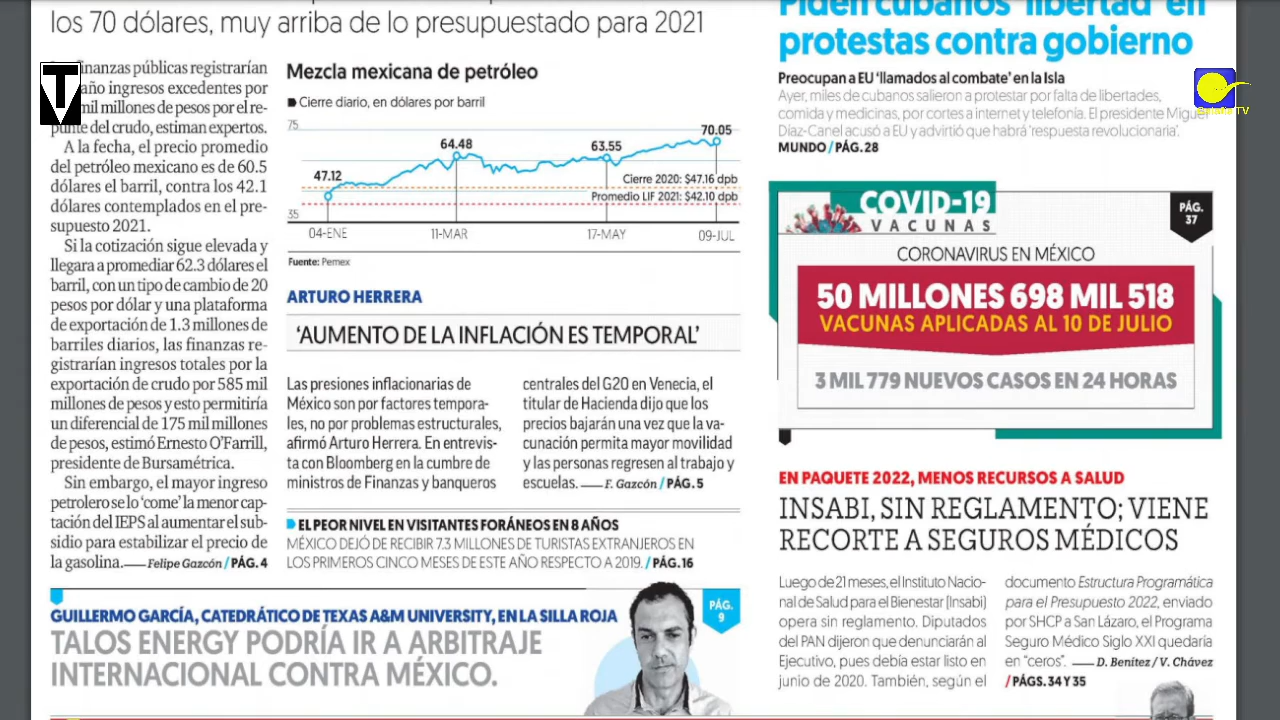 los 70 dólares, muy arriba de lo presupuestado para 2021
finanzas públicas registrarían
año ingresos excedentes por
mil millones de pesos por el re-
punte del crudo, estiman expertos.
A la fecha, el precio promedio
del petróleo mexicano es de 60.5
dólares el barril, contra los 42.1
dólares contemplados en el pre-
supuesto 2021.
Si la cotización sigue elevada y
llegara a promediar 62.3 dólares el
barril, con un tipo de cambio de 20
pesos por dólar y una plataforma
de exportación de 1.3 millones de
barriles diarios, las finanzas re-
gistrarían ingresos totales por la
exportación de crudo por 585 mil
millones de pesos y esto permitiría
un diferencial de 175 mil millones
de pesos, estimó Ernesto O’Farrill,
presidente de Bursamétrica.
Sin embargo, el mayor ingreso
petrolero se lo ‘come’ la menor cap-
tación del IEPS al aumentar el sub-
sidio para estabilizar el precio de
la gasolina.— Felipe Gazcón / PÁG. 4
Mezcla mexicana de petróleo
Cierre diario, en dólares por barril
75
70.05
64.48
63.55
47.12
Cierre 2020: $47.16 dpb
Promedio LIF 2021: $42.10 dpb
35
04-ENE 11-MAR 17-MAY 09-JUL
Fuente: Pemex
ARTURO HERRERA
‘AUMENTO DE LA INFLACIÓN ES TEMPORAL’
Las presiones inflacionarias de
México son por factores tempora-
les, no por problemas estructurales,
afirmó Arturo Herrera. En entrevis-
ta con Bloomberg en la cumbre de
ministros de Finanzas y banqueros
centrales del G20 en Venecia, el
titular de Hacienda dijo que los
precios bajarán una vez que la va-
cunación permita mayor movilidad
y las personas regresen al trabajo y
escuelas. — F. Gazcón / PÁG. 5
EL PEOR NIVEL EN VISITANTES FORÁNEOS EN 8 AÑOS
MÉXICO DEJÓ DE RECIBIR 7.3 MILLONES DE TURISTAS EXTRANJEROS EN
LOS PRIMEROS CINCO MESES DE ESTE AÑO RESPECTO A 2019. / PÁG. 16
GUILLERMO GARCÍA, CATEDRÁTICO DE TEXAS A&M UNIVERSITY, EN LA SILLA ROJA
TALOS ENERGY PODRÍA IR A ARBITRAJE
INTERNACIONAL CONTRA MÉXICO.
PÁG.
9
Piden cubanos ‘libertad’ en
protestas contra gobierno
Preocupan a EU ‘llamados al combate’ en la Isla
Ayer, miles de cubanos salieron a protestar por falta de libertades,
comida y medicinas, por cortes a internet y telefonía. El presidente Miguel
Díaz-Canel acusó a EU y advirtió que habrá ‘respuesta revolucionaria’.
MUNDO / PÁG. 28
TV
COVID-19
VACUNAS
PÁG.
37
CORONAVIRUS EN MÉXICO
50 MILLONES 698 MIL 518
VACUNAS APLICADAS AL 10 DE JULIO
3 MIL 779 NUEVOS CASOS EN 24 HORAS
EN PAQUETE 2022, MENOS RECURSOS A SALUD
INSABI, SIN REGLAMENTO; VIENE
RECORTE A SEGUROS MÉDICOS
Luego de 21 meses, el Instituto Nacio-
nal de Salud para el Bienestar (Insabi)
opera sin reglamento. Diputados
del PAN dijeron que denunciarán al
Ejecutivo, pues debía estar listo en
junio de 2020. También, según el
documento Estructura Programática
para el Presupuesto 2022, enviado
por SHCP a San Lázaro, el Programa
Seguro Médico Siglo XXI quedaría
en “ceros”. — D. Benítez / V. Chávez
/ PÁGS. 34 Y 35